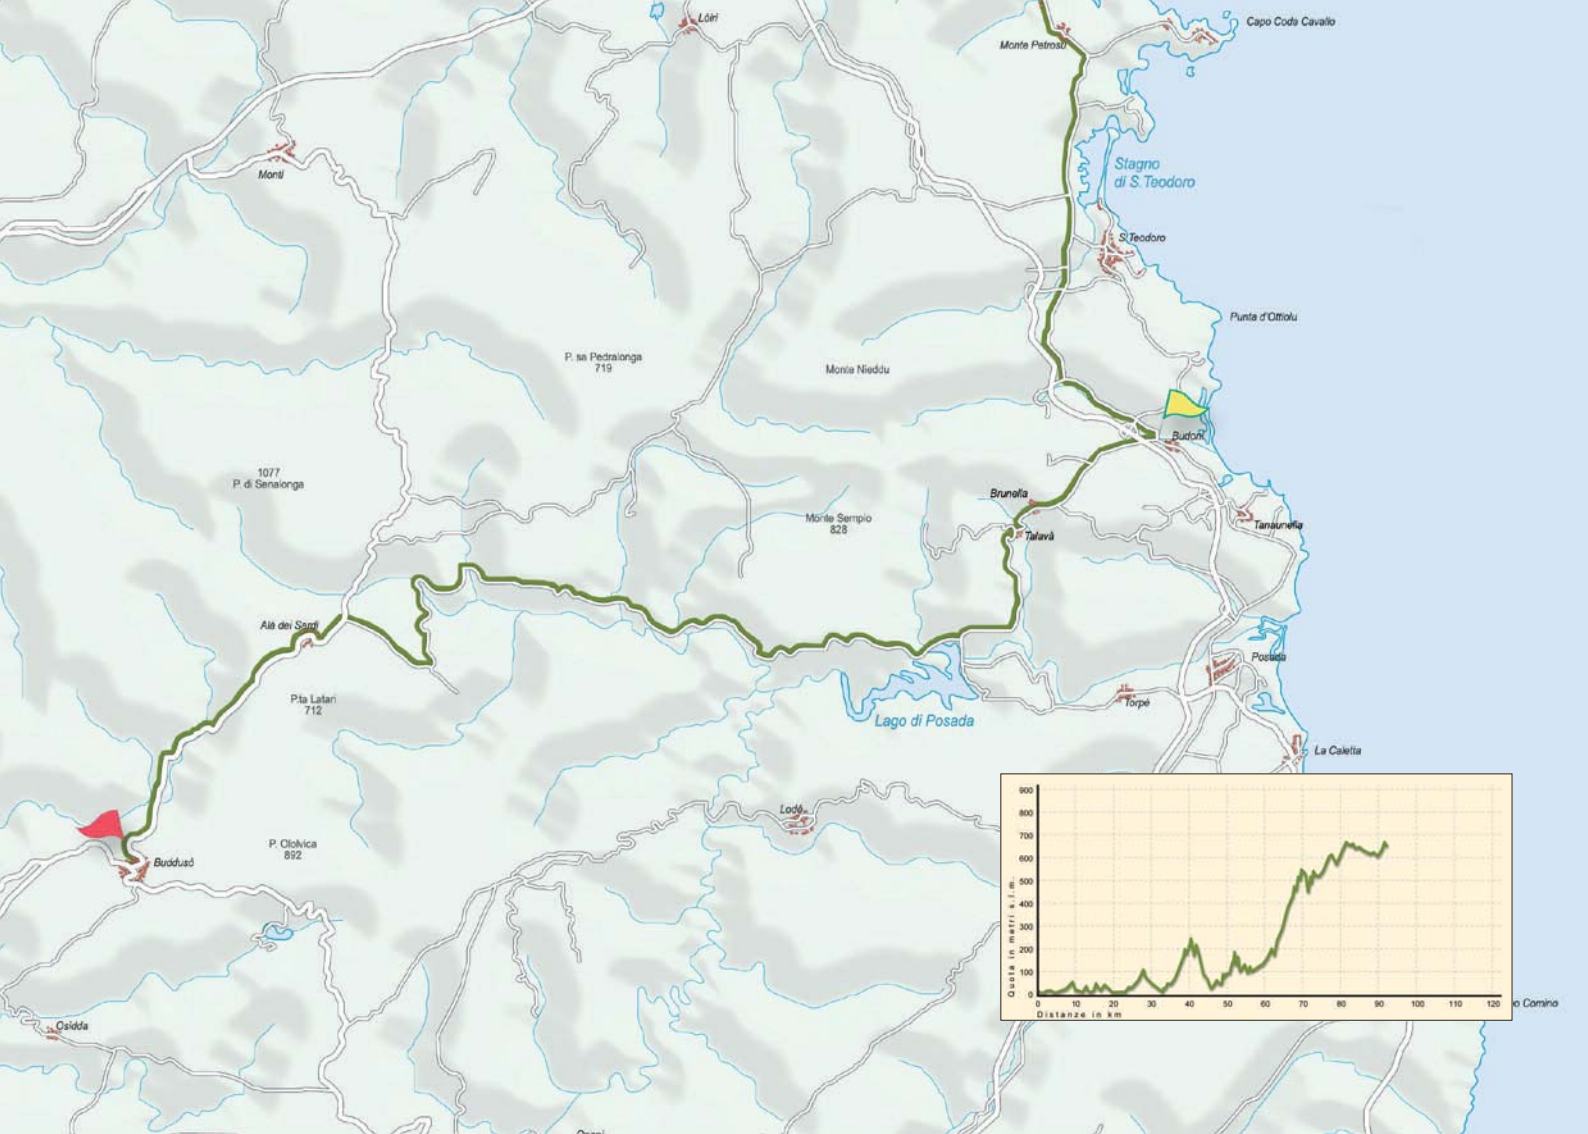 Lòiri
Capo Coda Cavallo
Monte Petroso
Monti
Stagno
di S. Teodoro
S.Teodoro
Punta d'Ottiolu
P. sa Pedralonga
719
Monte Nieddu
Budoni
1077
P. di Senalonga
Brunella
Monte Sempio
828
Talavà
Tanaunella
Alà dei Sardi
Posada
P.ta Latari
712
Torpé
Lago di Posada
La Caletta
Lodè
P. Ololvica
892
Buddusò
Osidda
o Comino
900
800
700
600
500
400
300
200
100
0
Quota in metri s.l.m.
0 10 20 30 40 50 60 70 80 90 100 110 120
Distanze in km